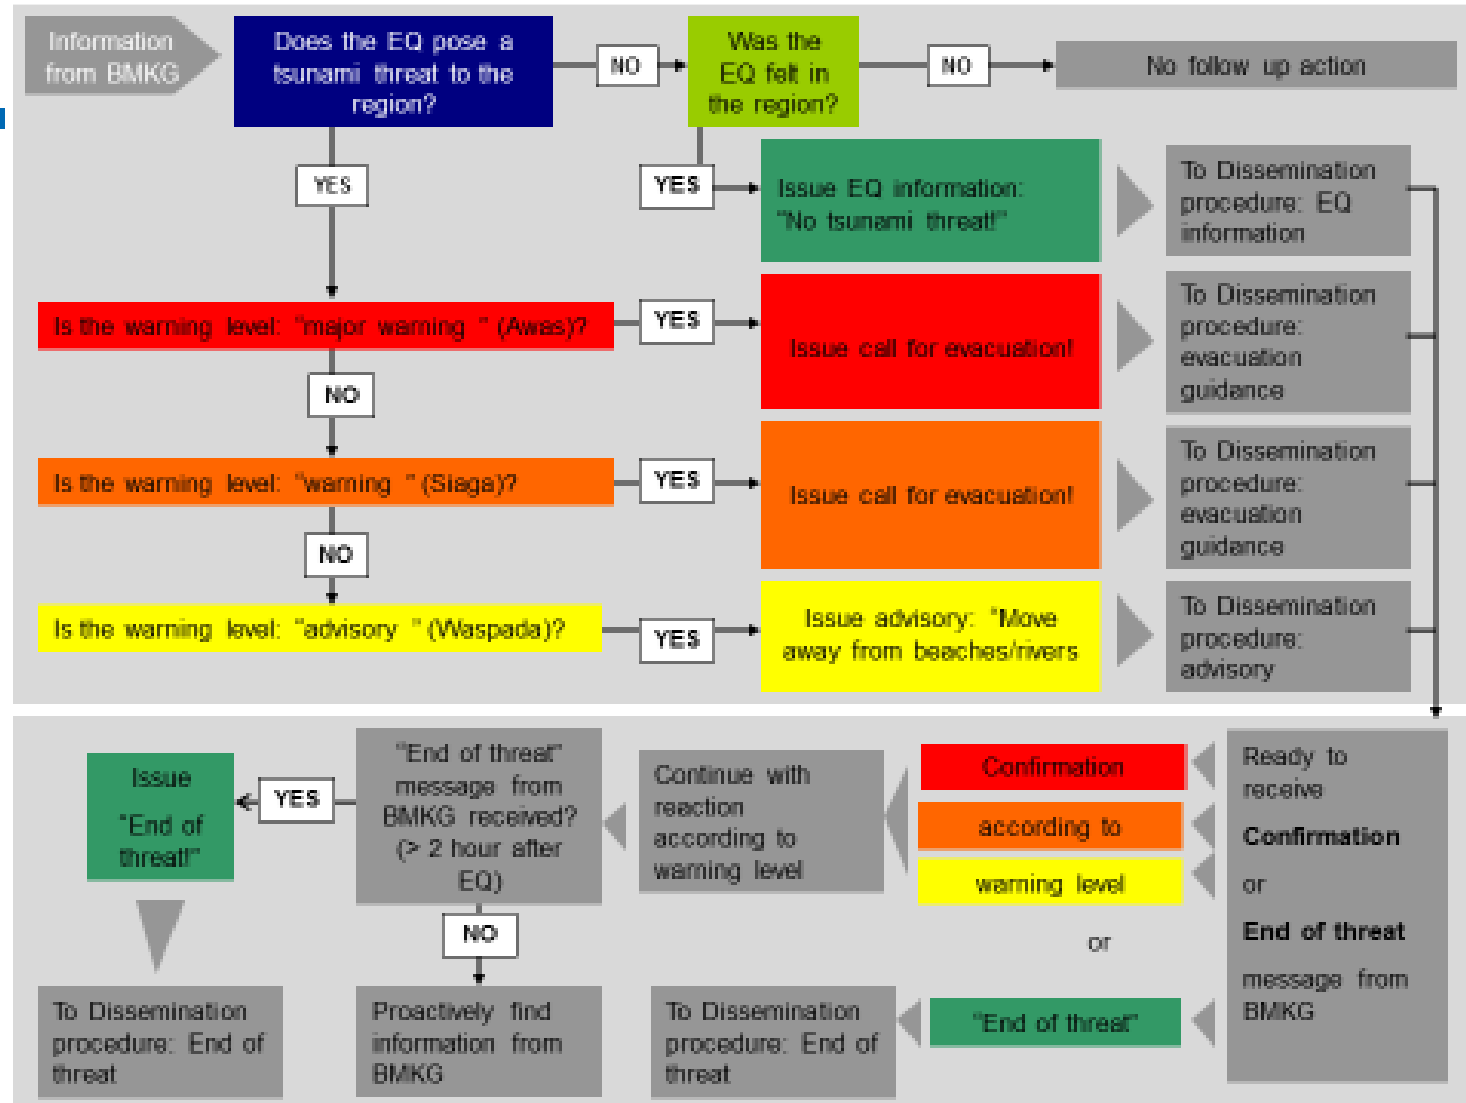 Information
from BMKG
Does the EQ pose a
tsunami threat to the
region?
NO
Was the
EQ felt in
the region?
NO
No follow up action
YES
YES
Issue EQ information:
"No tsunami threat!"
To Dissemination
procedure: EQ
information
Is the warning level: "major warning " (Awas)?
YES
Issue call for evacuation!
To Dissemination
procedure:
evacuation
guidance
NO
Is the warning level: "warning " (Siaga)?
YES
Issue call for evacuation!
To Dissemination
procedure:
evacuation
guidance
NO
Is the warning level: "advisory " (Waspada)?
YES
Issue advisory: "Move
away from beaches/rivers
To Dissemination
procedure:
advisory
Issue
"End of
threat!"
YES
"End of threat"
message from
BMKG received?
(> 2 hour after
EQ)
Continue with
reaction
according to
warning level
Confirmation
according to
warning level
or
Ready to
receive
Confirmation
or
End of threat
message from
BMKG
NO
To Dissemination
procedure: End of
threat
Proactively find
information from
BMKG
To Dissemination
procedure: End of
threat
"End of threat"